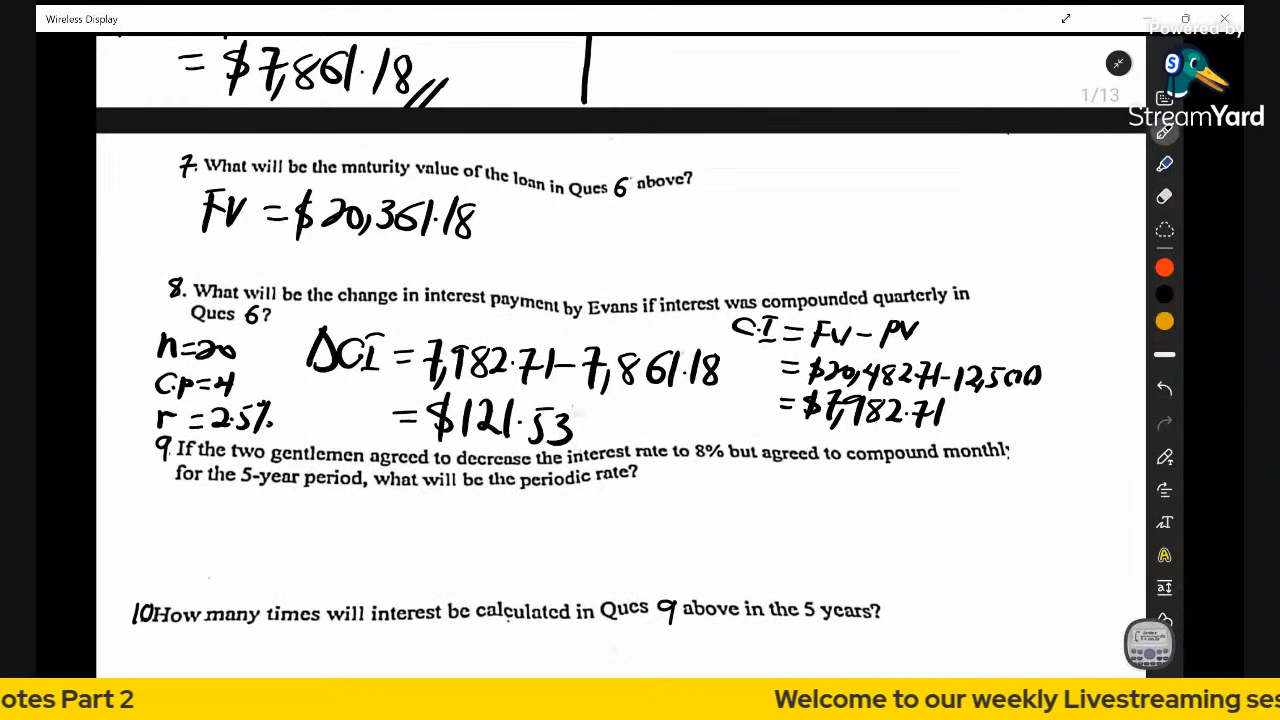 Wireless Display
Powered by
StreamYard
= $7,861.18
1/13
7. What will be the maturity value of the loan in Ques 6 above?
FV = $20,361.18
8. What will be the change in interest payment by Evans if interest was compounded quarterly in
Ques 6?
n=20
C.P=4
r = 2.5%
ΔCI = 7,982.71 - 7,861.18
= $121.53
C.I = FV - PV
= $20,482.71 - 12,500
= $7,982.71
9. If the two gentlemen agreed to decrease the interest rate to 8% but agreed to compound monthly
for the 5-year period, what will be the periodic rate?
10 How many times will interest be calculated in Ques 9 above in the 5 years?
otes Part 2
Welcome to our weekly Livestreaming ses